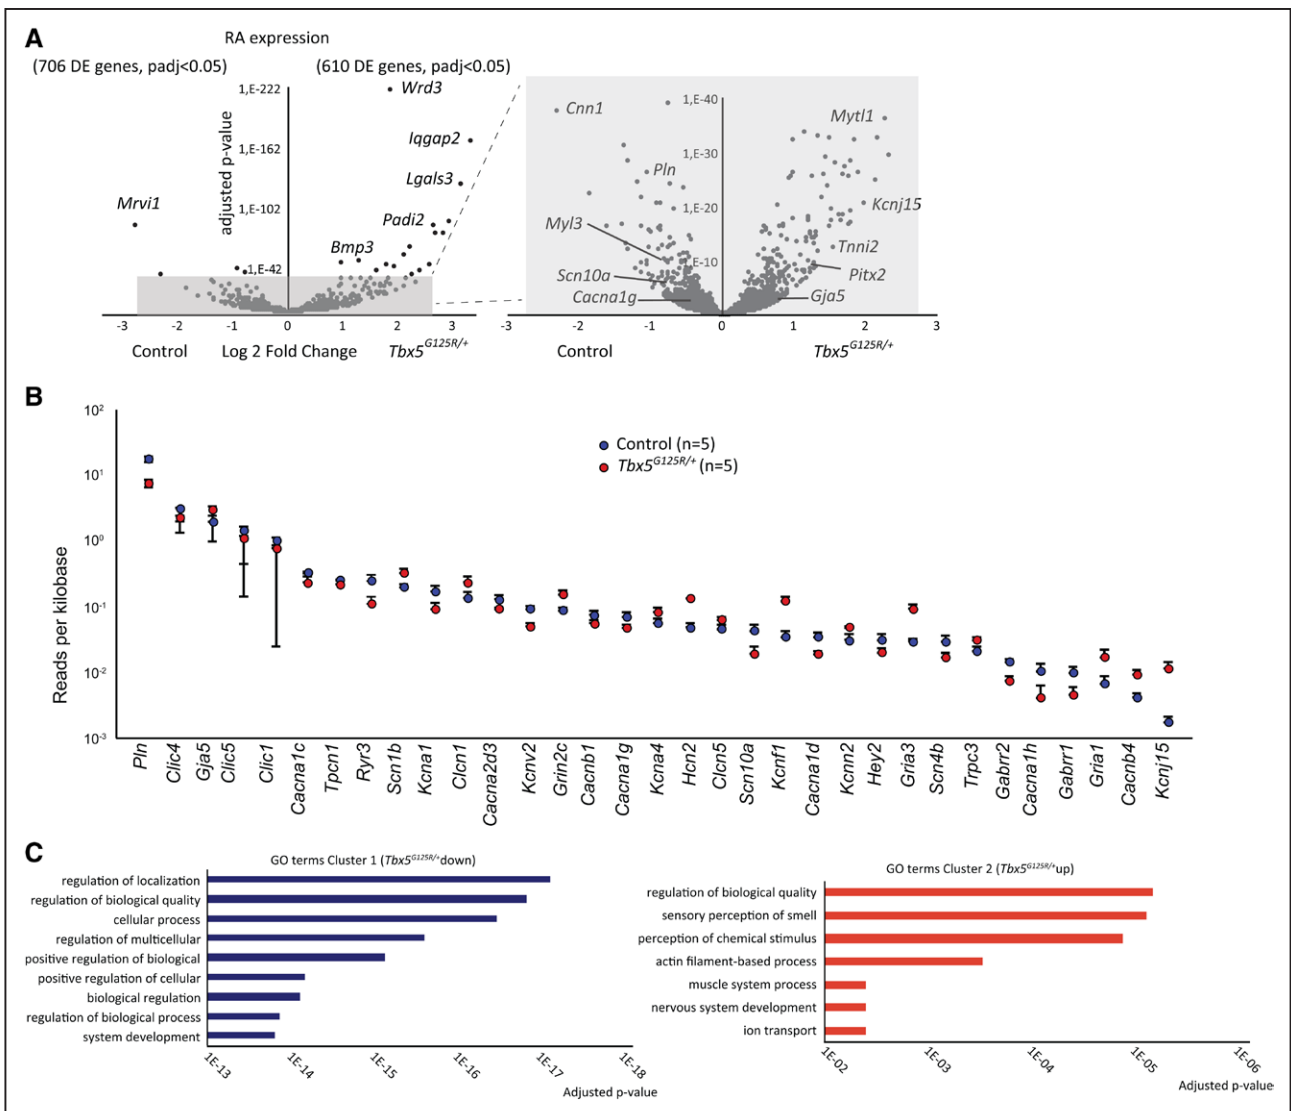 A
RA expression
(706 DE genes, padj<0.05)
(610 DE genes, padj<0.05)
adjusted p-value
1,E-222
1,E-162
1,E-102
1,E-42
Wrd3
Iqgap2
Lgals3
Padi2
Bmp3
Mrvi1
-3 -2 -1 0 1 2 3
Control Log 2 Fold Change Tbx5G125R/+
1,E-40
1,E-30
1,E-20
E-10
Cnn1
Mytl1
Pln
Kcnj15
Myl3
Tnni2
Scn10a
Pitx2
Cacna1g
Gja5
-3 -2 -1 0 1 2 3
Control Tbx5G125R/+
B
Reads per kilobase
10²
10¹
10⁰
10⁻¹
10⁻²
10⁻³
Control (n=5)
Tbx5G125R/+ (n=5)
Pln
Clic4
Gja5
Clic5
Clic1
Cacna1c
Tpcn1
Ryr3
Scn1b
Kcna1
Clcn1
Cacna2d3
Kcnv2
Grin2c
Cacnb1
Cacna1g
Kcna4
Hcn2
Clcn5
Scn10a
Kcnf1
Cacna1d
Kcnn2
Hey2
Gria3
Scn4b
Trpc3
Gabrr2
Cacna1h
Gabrr1
Gria1
Cacnb4
Kcnj15
C
GO terms Cluster 1 (Tbx5G125R/+down)
regulation of localization
regulation of biological quality
cellular process
regulation of multicellular
positive regulation of biological
positive regulation of cellular
biological regulation
regulation of biological process
system development
1E-13
1E-14
1E-15
1E-16
1E-17
1E-18
Adjusted p-value
GO terms Cluster 2 (Tbx5G125R/+up)
regulation of biological quality
sensory perception of smell
perception of chemical stimulus
actin filament-based process
muscle system process
nervous system development
ion transport
1E-02
1E-03
1E-04
1E-05
1E-06
Adjusted p-value